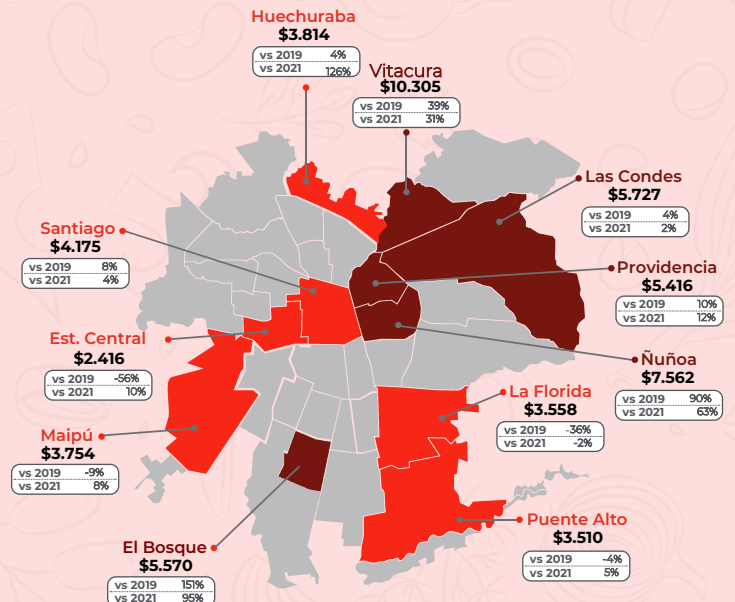 Huechuraba
$3.814
vs 2019 4%
vs 2021 126%
Vitacura
$10.305
vs 2019 39%
vs 2021 31%
Las Condes
$5.727
vs 2019 4%
vs 2021 2%
Santiago
$4.175
vs 2019 8%
vs 2021 4%
Providencia
$5.416
vs 2019 10%
vs 2021 12%
Est. Central
$2.416
vs 2019 -56%
vs 2021 10%
Ñuñoa
$7.562
vs 2019 90%
vs 2021 63%
La Florida
$3.558
vs 2019 -36%
vs 2021 -2%
Maipú
$3.754
vs 2019 -9%
vs 2021 8%
Puente Alto
$3.510
vs 2019 -4%
vs 2021 5%
El Bosque
$5.570
vs 2019 151%
vs 2021 95%